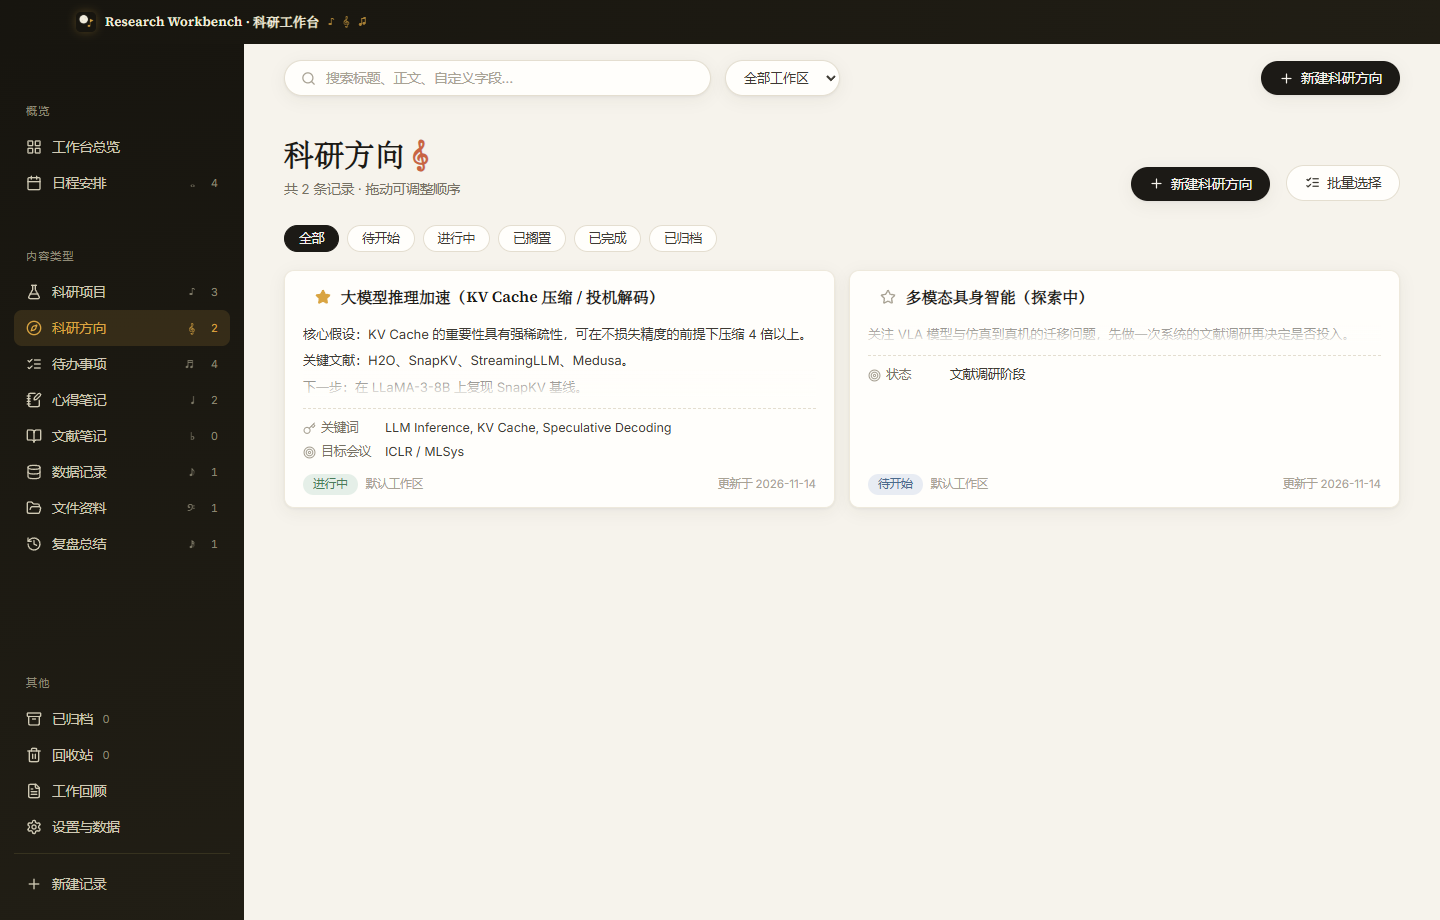 Research Workbench · 科研工作台
概览
工作台总览
日程安排 4
内容类型
科研项目 3
科研方向 2
待办事项 4
心得笔记 2
文献笔记 0
数据记录 1
文件资料 1
复盘总结 1
其他
已归档 0
回收站 0
工作回顾
设置与数据
新建记录
搜索标题、正文、自定义字段...
全部工作区
新建科研方向
科研方向
共 2 条记录 · 拖动可调整顺序
新建科研方向
批量选择
全部 待开始 进行中 已搁置 已完成 已归档
大模型推理加速（KV Cache 压缩 / 投机解码）
核心假设：KV Cache 的重要性具有强稀疏性，可在不损失精度的前提下压缩 4 倍以上。
关键文献：H2O、SnapKV、StreamingLLM、Medusa。
下一步：在 LLaMA-3-8B 上复现 SnapKV 基线。
关键词 LLM Inference, KV Cache, Speculative Decoding
目标会议 ICLR / MLSys
进行中 默认工作区 更新于 2026-11-14
多模态具身智能（探索中）
关注 VLA 模型与仿真到真机的迁移问题，先做一次系统的文献调研再决定是否投入。
状态 文献调研阶段
待开始 默认工作区 更新于 2026-11-14